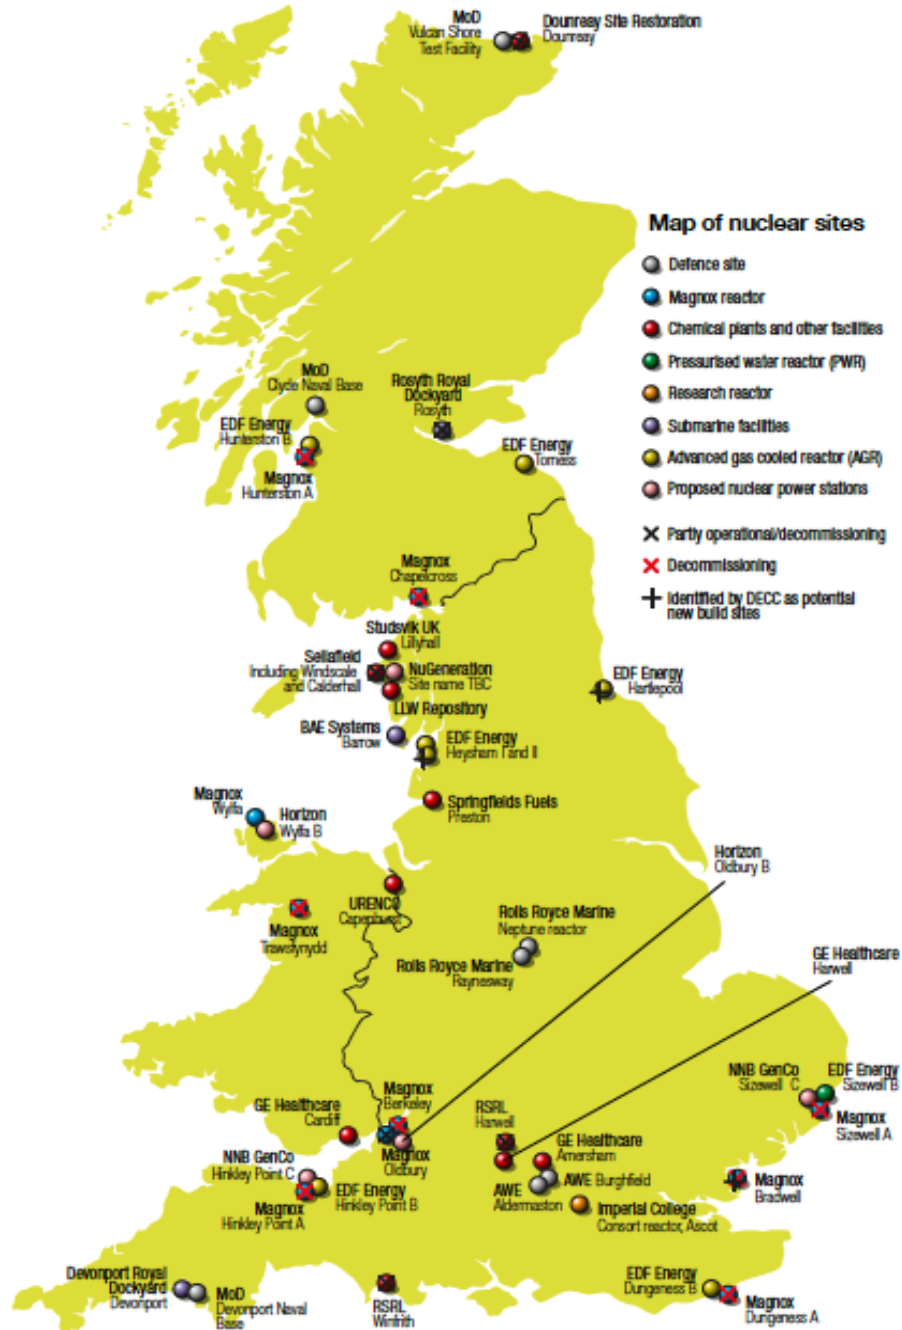 MoD
Vulcan Shore
Test Facility
Dounreay Site Restoration
Dounreay
Map of nuclear sites
Defence site
Magnox reactor
Chemical plants and other facilities
Pressurised water reactor (PWR)
Research reactor
Submarine facilities
Advanced gas cooled reactor (AGR)
Proposed nuclear power stations
Partly operational/decommissioning
Decommissioning
Identified by DECC as potential
new build sites
MoD
Clyde Naval Base
Rosyth Royal
Dockyard
Rosyth
EDF Energy
Hunterston B
Magnox
Hunterston A
EDF Energy
Torness
Magnox
Chapelcross
Studsvik UK
Lillyhall
Sellafield
Including Windscale
and Calderhall
NuGeneration
Site name TBC
LLW Repository
EDF Energy
Hartlepool
BAE Systems
Barrow
EDF Energy
Heysham I and II
Springfields Fuels
Preston
Magnox
Wylfa
Horizon
Wylfa B
Horizon
Oldbury B
URENCO
Capenhurst
Magnox
Trawsfynydd
Rolls Royce Marine
Neptune reactor
Rolls Royce Marine
Raynesway
GE Healthcare
Harwell
NNB GenCo
Sizewell C
EDF Energy
Sizewell B
Magnox
Sizewell A
GE Healthcare
Cardiff
Magnox
Berkeley
Magnox
Oldbury
RSRL
Harwell
GE Healthcare
Amersham
AWE Burghfield
AWE
Aldermaston
Imperial College
Consort reactor, Ascot
Magnox
Bradwell
NNB GenCo
Hinkley Point C
Magnox
Hinkley Point A
EDF Energy
Hinkley Point B
Devonport Royal
Dockyard
Devonport
MoD
Devonport Naval
Base
RSRL
Winfrith
EDF Energy
Dungeness B
Magnox
Dungeness A